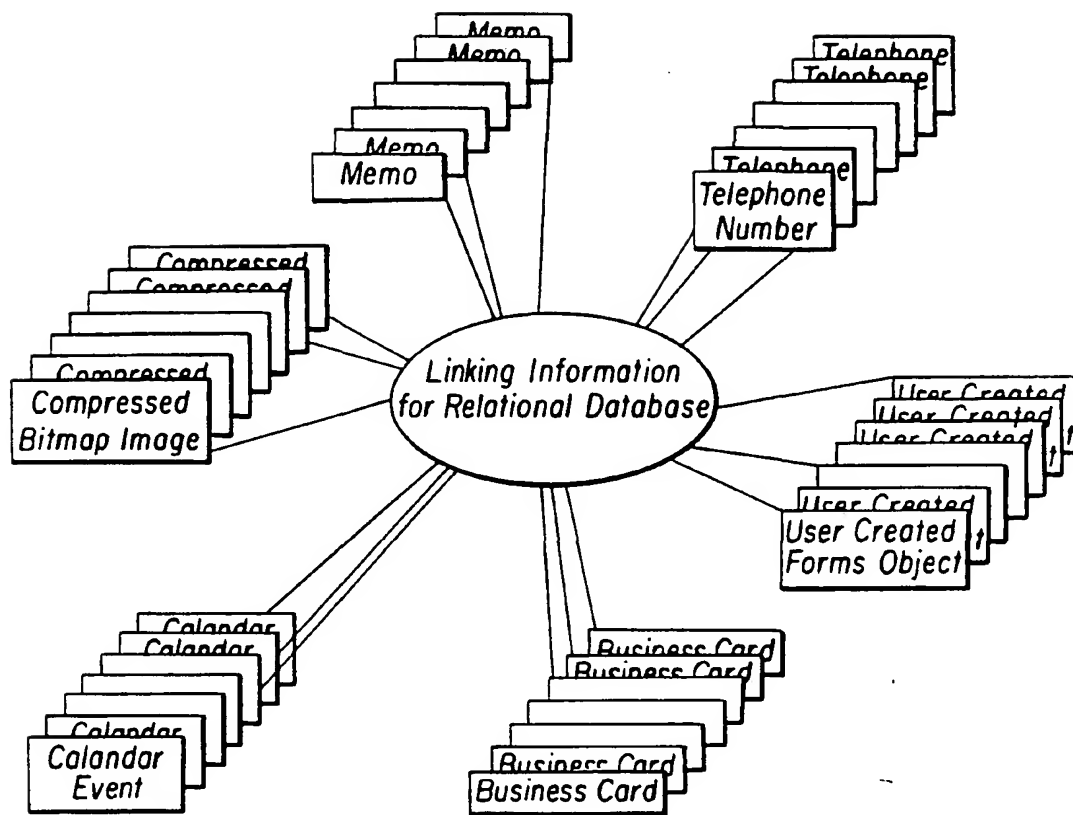 Memo
Memo
Memo
Memo
Telephone
Telephone
Telephone
Telephone
Number
Compressed
Compressed
Compressed
Compressed
Bitmap Image
Linking Information
for Relational Database
User Created
User Created
User Created
User Created
User Created
Forms Object
Calandar
Calandar
Calandar
Calandar
Event
Business Card
Business Card
Business Card
Business Card